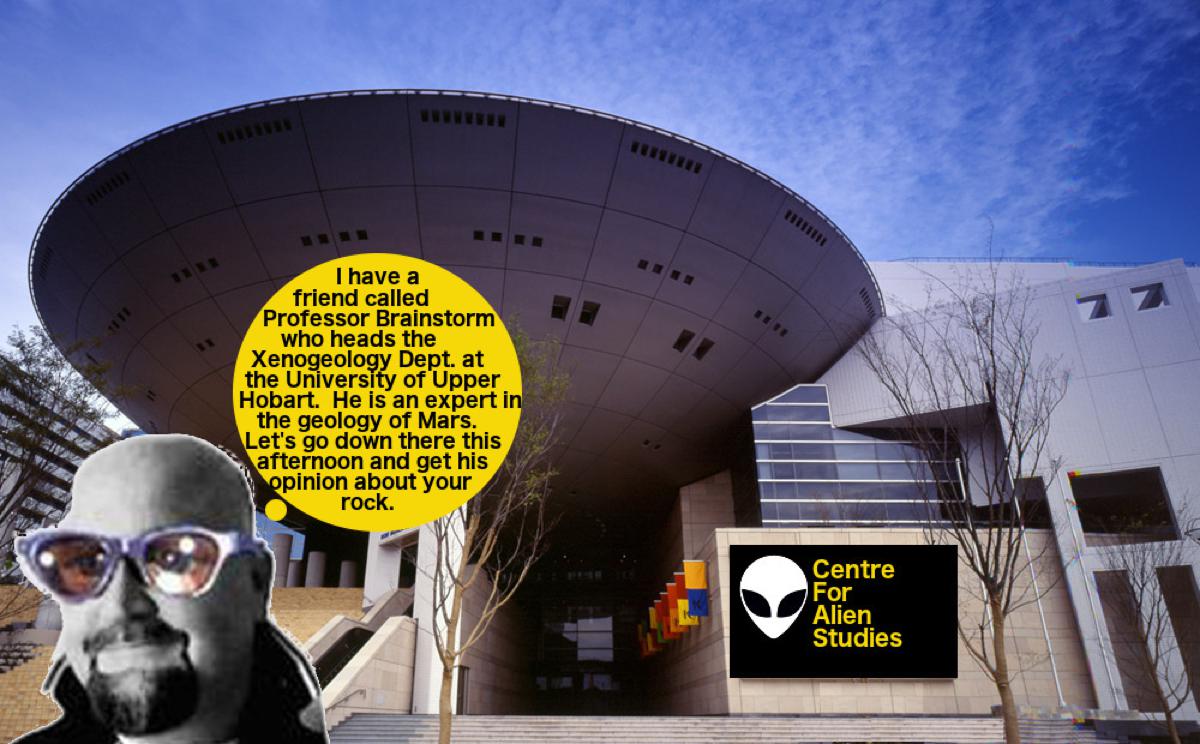 I have a
friend called
Professor Brainstorm
who heads the
Xenogeology Dept. at
the University of Upper
Hobart. He is an expert in
the geology of Mars.
Let's go down there this
afternoon and get his
opinion about your
rock.
Centre
For
Alien
Studies